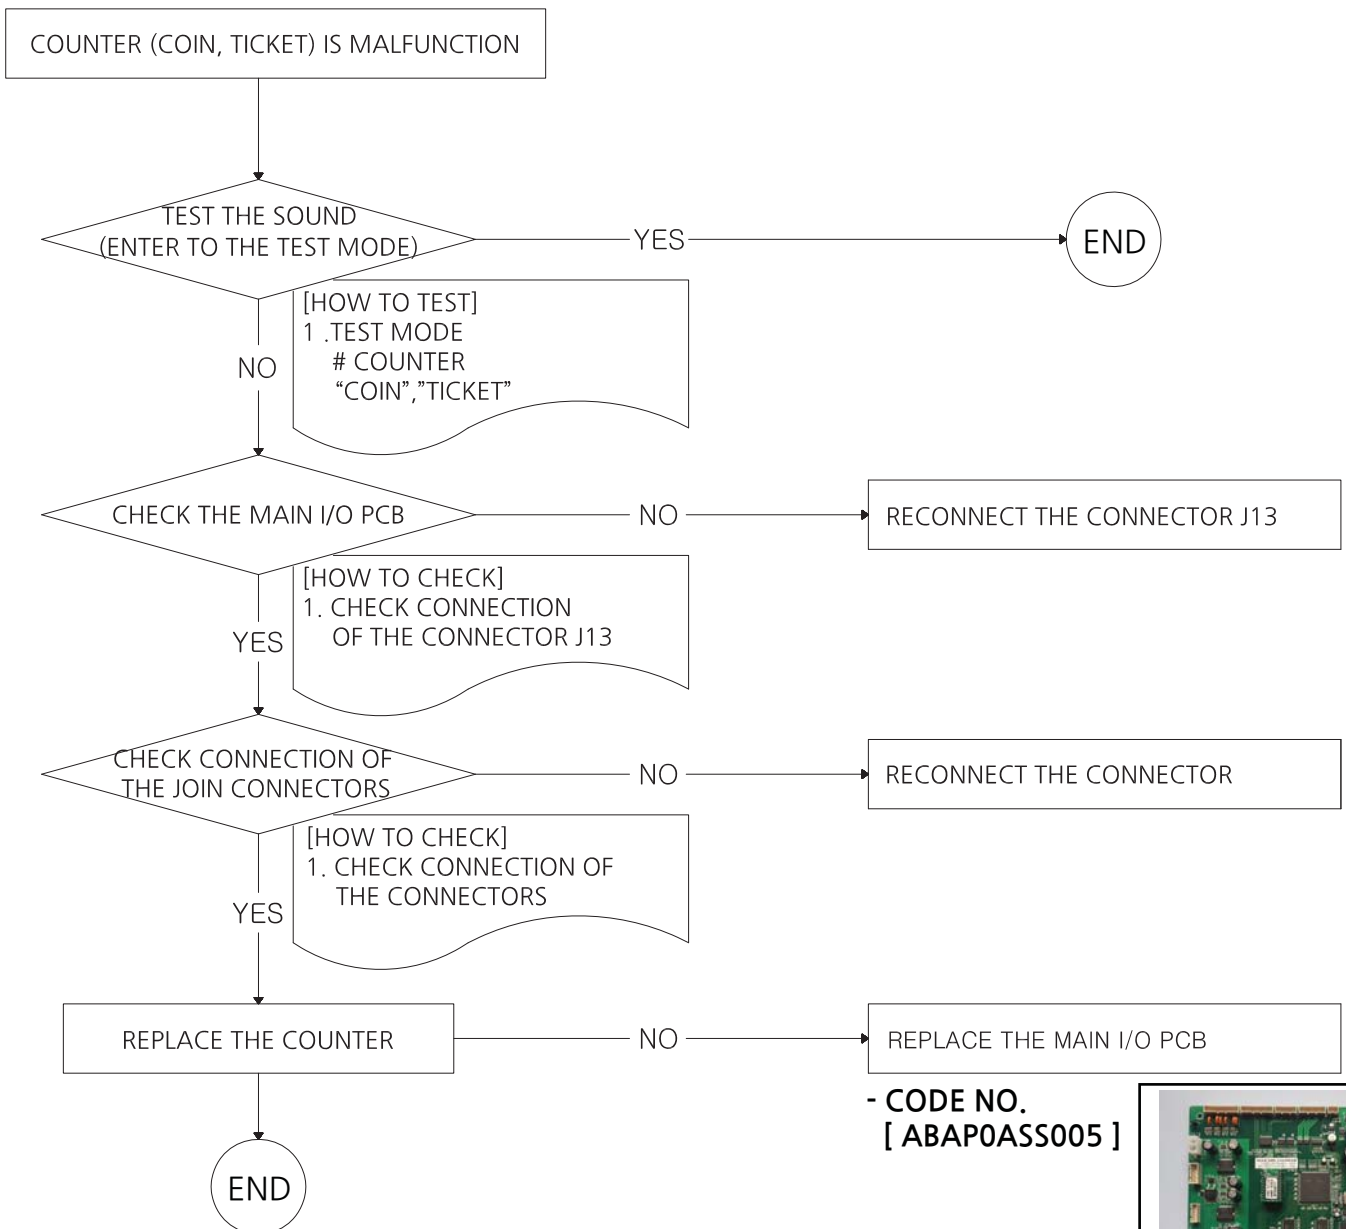 COUNTER (COIN, TICKET) IS MALFUNCTION
TEST THE SOUND
(ENTER TO THE TEST MODE)
YES
END
[HOW TO TEST]
1 .TEST MODE
# COUNTER
“COIN”,”TICKET”
NO
CHECK THE MAIN I/O PCB
NO
RECONNECT THE CONNECTOR J13
[HOW TO CHECK]
1. CHECK CONNECTION
OF THE CONNECTOR J13
YES
CHECK CONNECTION OF
THE JOIN CONNECTORS
NO
RECONNECT THE CONNECTOR
[HOW TO CHECK]
1. CHECK CONNECTION OF
THE CONNECTORS
YES
REPLACE THE COUNTER
NO
REPLACE THE MAIN I/O PCB
- CODE NO.
[ ABAP0ASS005 ]
END